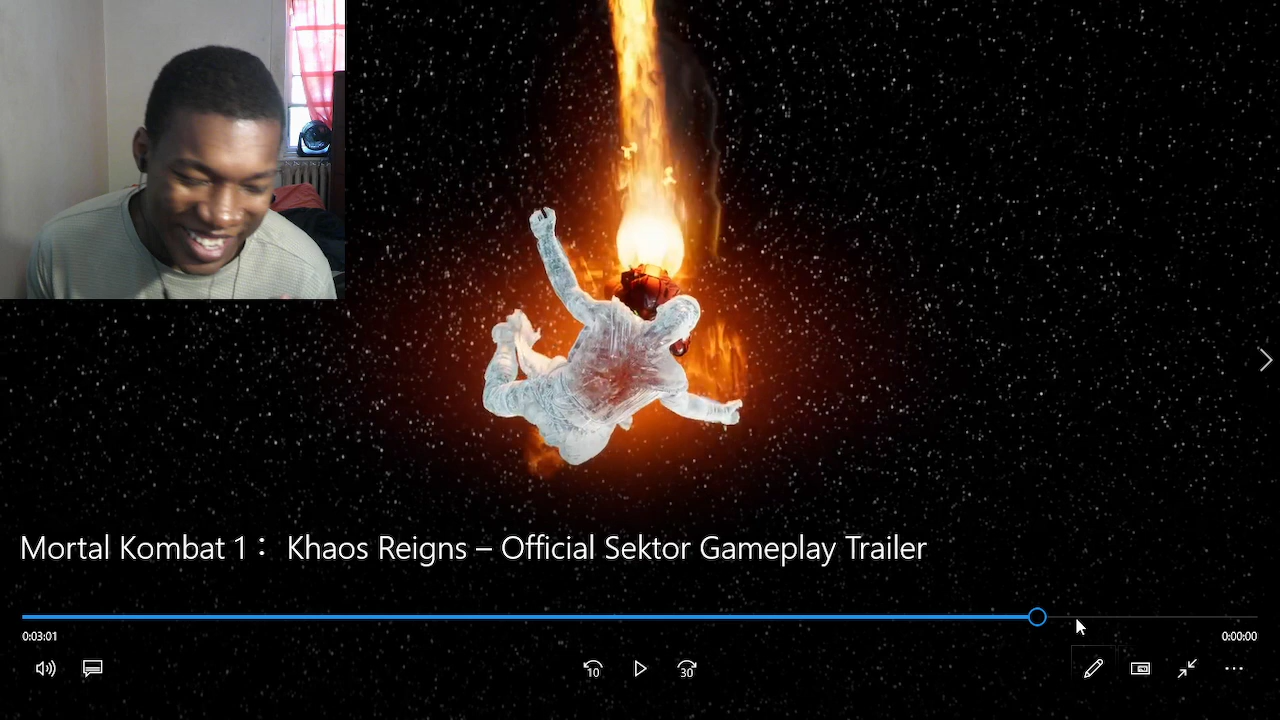 Mortal Kombat 1： Khaos Reigns – Official Sektor Gameplay Trailer
0:03:01
0:00:00
10
30